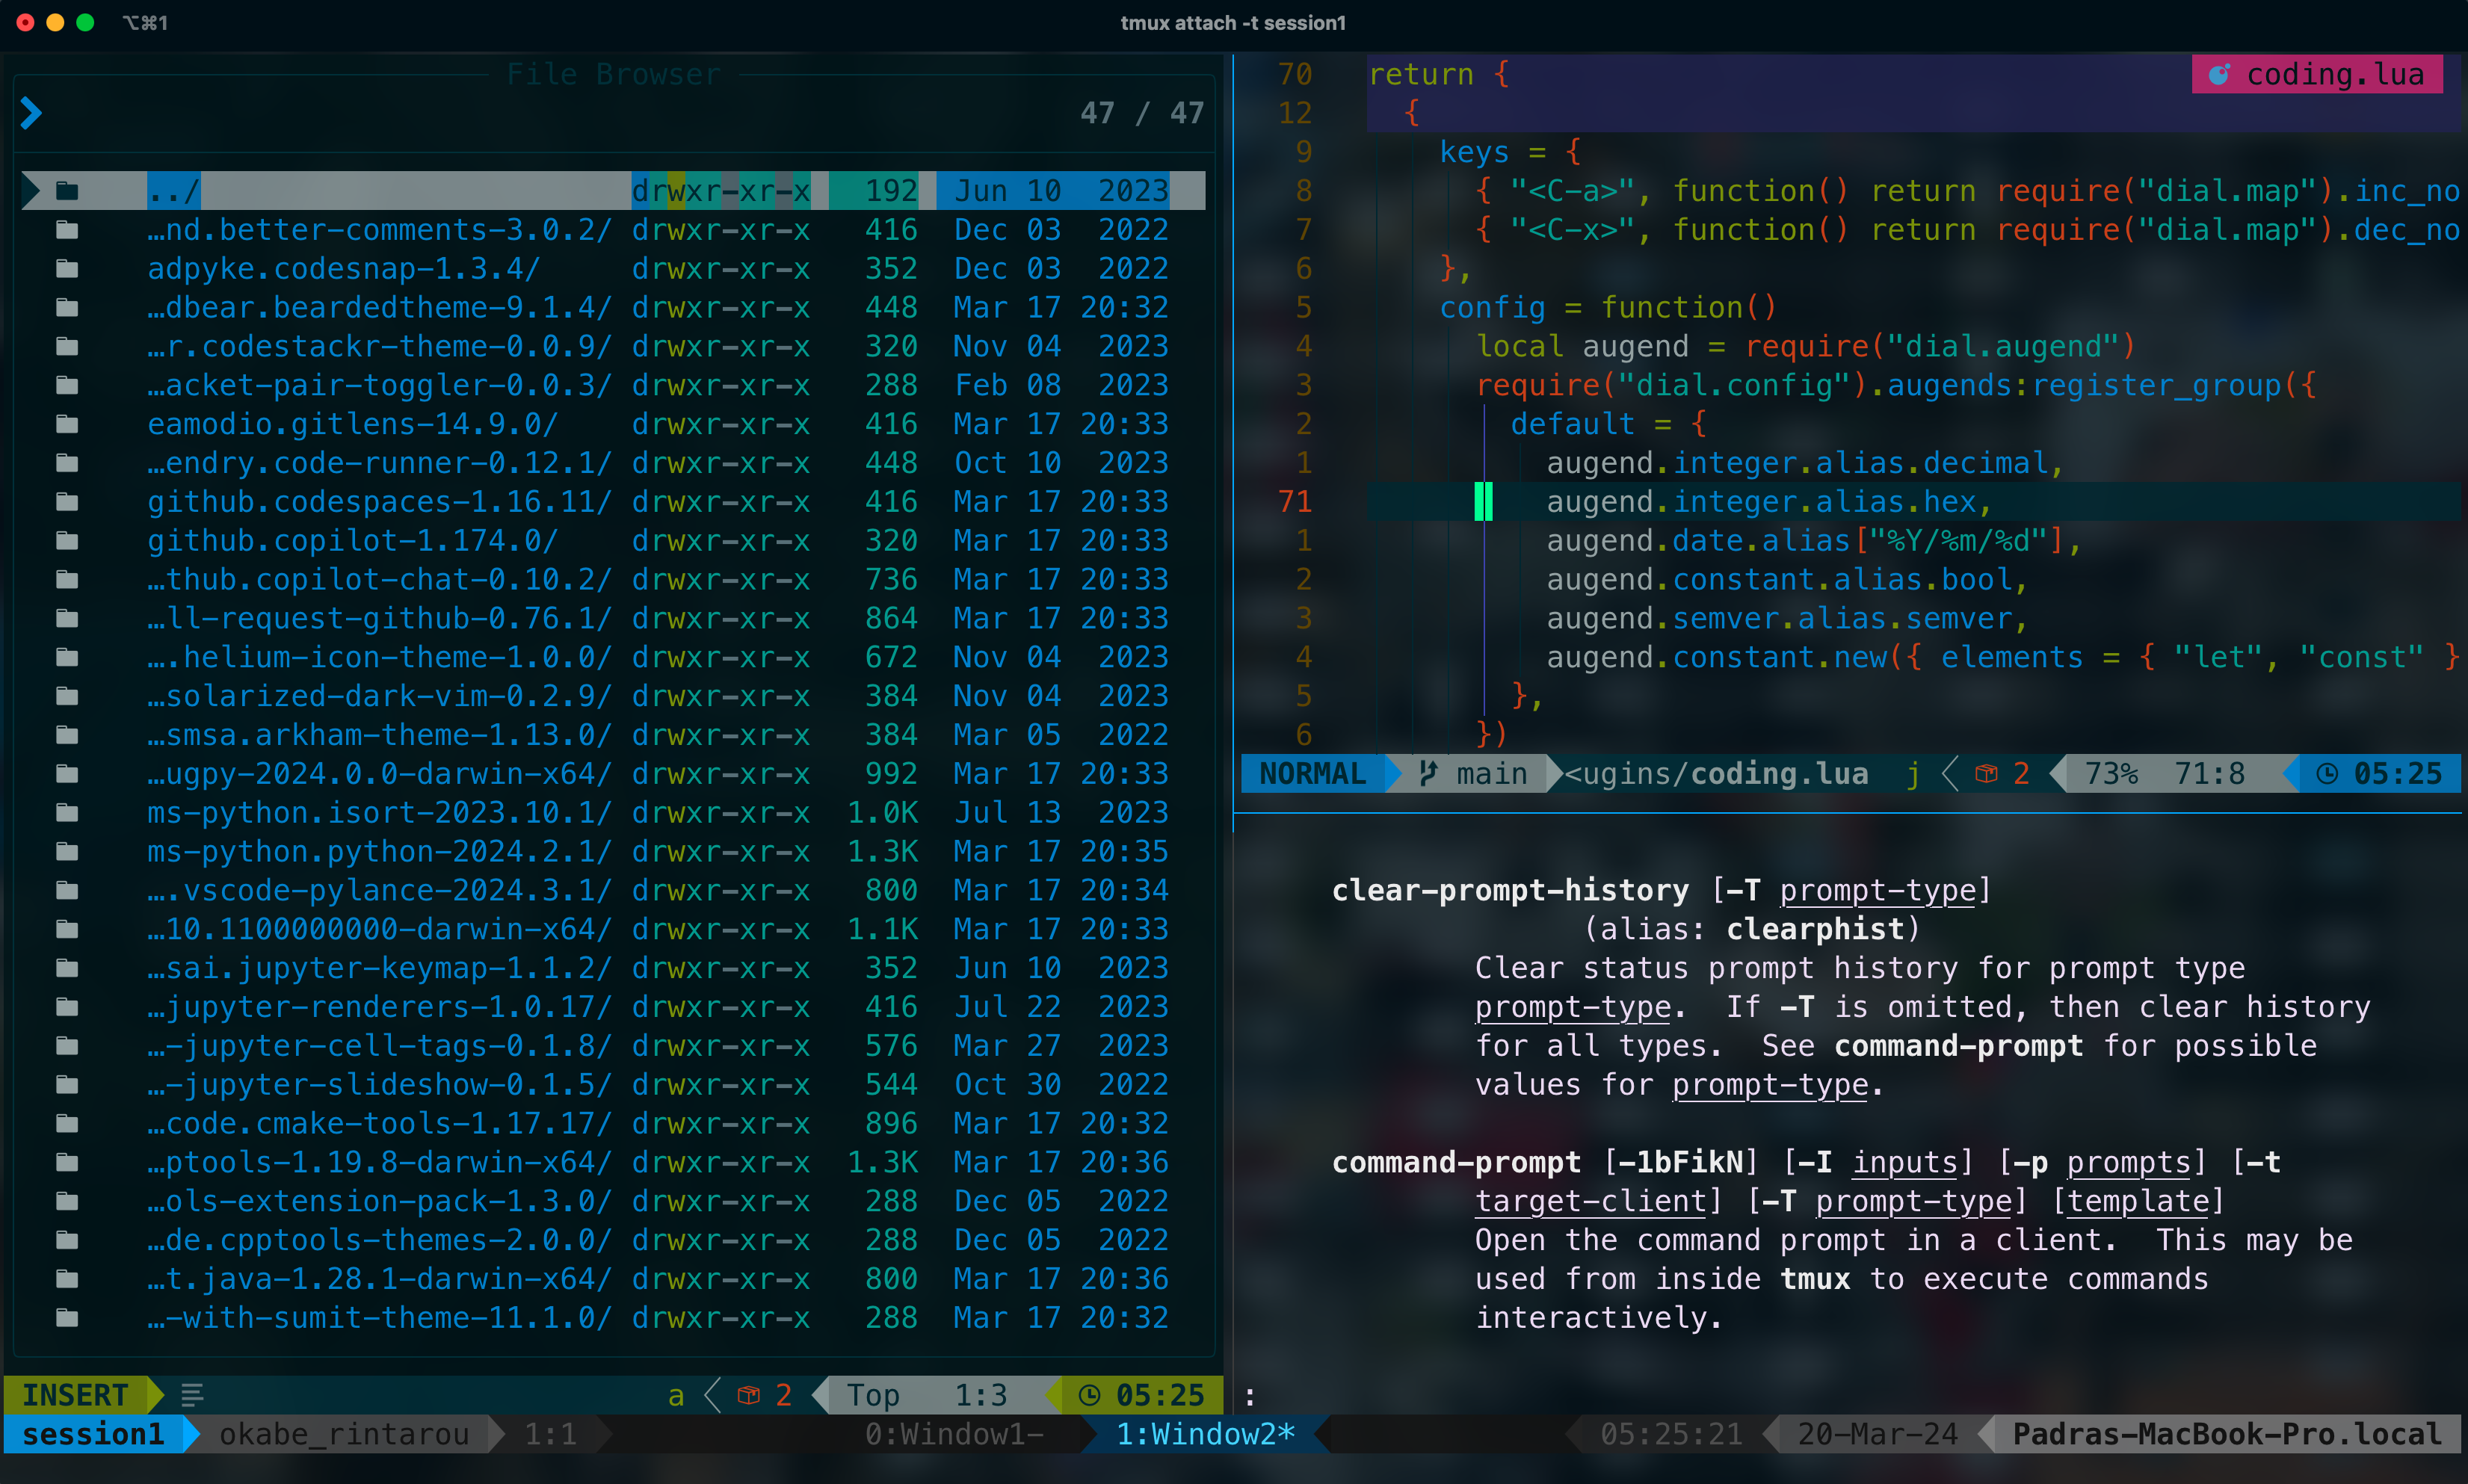 ⌥⌘1
tmux attach -t session1
File Browser
47 / 47
../ drwxr-xr-x 192 Jun 10 2023
…nd.better-comments-3.0.2/ drwxr-xr-x 416 Dec 03 2022
adpyke.codesnap-1.3.4/ drwxr-xr-x 352 Dec 03 2022
…dbear.beardedtheme-9.1.4/ drwxr-xr-x 448 Mar 17 20:32
…r.codestackr-theme-0.0.9/ drwxr-xr-x 320 Nov 04 2023
…acket-pair-toggler-0.0.3/ drwxr-xr-x 288 Feb 08 2023
eamodio.gitlens-14.9.0/ drwxr-xr-x 416 Mar 17 20:33
…endry.code-runner-0.12.1/ drwxr-xr-x 448 Oct 10 2023
github.codespaces-1.16.11/ drwxr-xr-x 416 Mar 17 20:33
github.copilot-1.174.0/ drwxr-xr-x 320 Mar 17 20:33
…thub.copilot-chat-0.10.2/ drwxr-xr-x 736 Mar 17 20:33
…ll-request-github-0.76.1/ drwxr-xr-x 864 Mar 17 20:33
….helium-icon-theme-1.0.0/ drwxr-xr-x 672 Nov 04 2023
…solarized-dark-vim-0.2.9/ drwxr-xr-x 384 Nov 04 2023
…smsa.arkham-theme-1.13.0/ drwxr-xr-x 384 Mar 05 2022
…ugpy-2024.0.0-darwin-x64/ drwxr-xr-x 992 Mar 17 20:33
ms-python.isort-2023.10.1/ drwxr-xr-x 1.0K Jul 13 2023
ms-python.python-2024.2.1/ drwxr-xr-x 1.3K Mar 17 20:35
….vscode-pylance-2024.3.1/ drwxr-xr-x 800 Mar 17 20:34
…10.1100000000-darwin-x64/ drwxr-xr-x 1.1K Mar 17 20:33
…sai.jupyter-keymap-1.1.2/ drwxr-xr-x 352 Jun 10 2023
…jupyter-renderers-1.0.17/ drwxr-xr-x 416 Jul 22 2023
…-jupyter-cell-tags-0.1.8/ drwxr-xr-x 576 Mar 27 2023
…-jupyter-slideshow-0.1.5/ drwxr-xr-x 544 Oct 30 2022
…code.cmake-tools-1.17.17/ drwxr-xr-x 896 Mar 17 20:32
…ptools-1.19.8-darwin-x64/ drwxr-xr-x 1.3K Mar 17 20:36
…ols-extension-pack-1.3.0/ drwxr-xr-x 288 Dec 05 2022
…de.cpptools-themes-2.0.0/ drwxr-xr-x 288 Dec 05 2022
…t.java-1.28.1-darwin-x64/ drwxr-xr-x 800 Mar 17 20:36
…-with-sumit-theme-11.1.0/ drwxr-xr-x 288 Mar 17 20:32
INSERT a 2 Top 1:3 05:25
70 return { coding.lua
12 {
9 keys = {
8 { "<C-a>", function() return require("dial.map").inc_no
7 { "<C-x>", function() return require("dial.map").dec_no
6 },
5 config = function()
4 local augend = require("dial.augend")
3 require("dial.config").augends:register_group({
2 default = {
1 augend.integer.alias.decimal,
71 augend.integer.alias.hex,
1 augend.date.alias["%Y/%m/%d"],
2 augend.constant.alias.bool,
3 augend.semver.alias.semver,
4 augend.constant.new({ elements = { "let", "const" }
5 },
6 })
NORMAL main <ugins/coding.lua j 2 73% 71:8 05:25
clear-prompt-history [-T prompt-type]
(alias: clearphist)
Clear status prompt history for prompt type
prompt-type. If -T is omitted, then clear history
for all types. See command-prompt for possible
values for prompt-type.
command-prompt [-1bFikN] [-I inputs] [-p prompts] [-t
target-client] [-T prompt-type] [template]
Open the command prompt in a client. This may be
used from inside tmux to execute commands
interactively.
:
session1 okabe_rintarou 1:1 0:Window1- 1:Window2* 05:25:21 20-Mar-24 Padras-MacBook-Pro.local